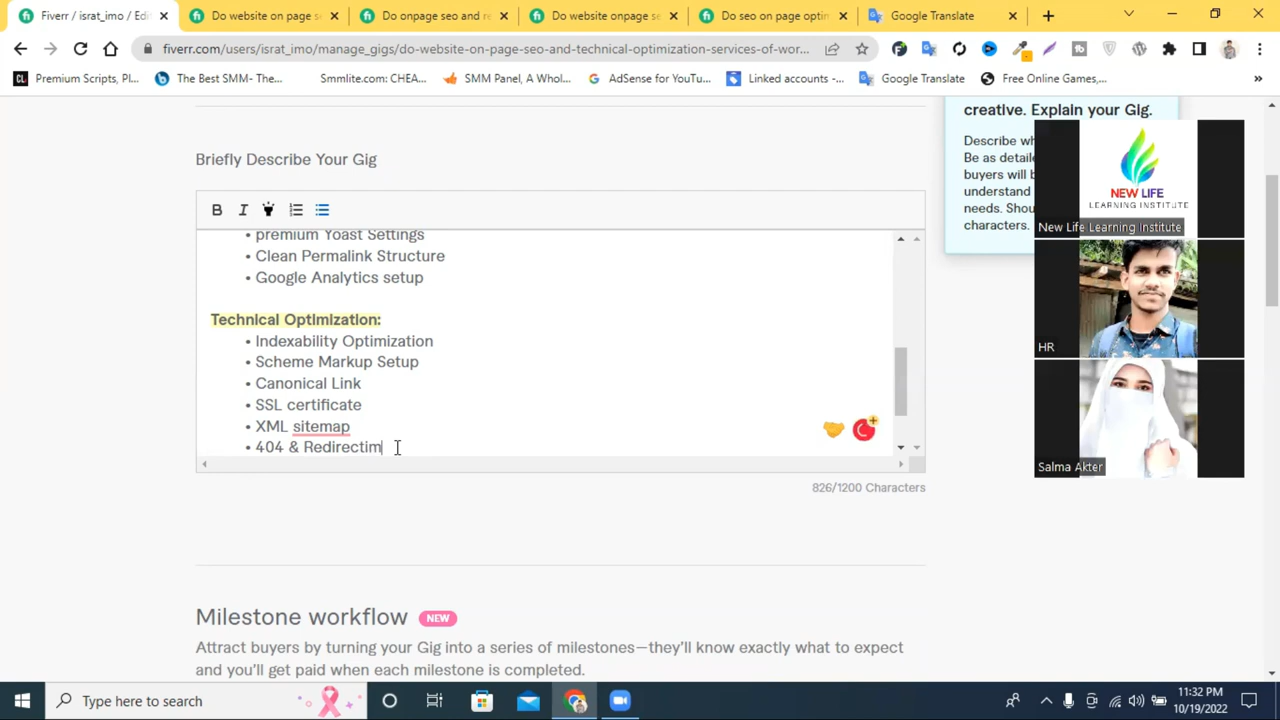 Fiverr / israt_imo / Edi
Do website on page s
Do onpage seo and re
Do website onpage se
Do seo on page optin
Google Translate
fiverr.com/users/israt_imo/manage_gigs/do-website-on-page-seo-and-technical-optimization-services-of-wor...
Premium Scripts, Pl...
The Best SMM- The...
Smmlite.com: CHEA...
SMM Panel, A Whol...
AdSense for YouTu...
Linked accounts -...
Google Translate
Free Online Games,...
creative. Explain your Gig.
Describe wh
Be as detaile
buyers will b
understand
needs. Shou
characters.
Briefly Describe Your Gig
B I
• premium Yoast Settings
• Clean Permalink Structure
• Google Analytics setup
Technical Optimization:
• Indexability Optimization
• Scheme Markup Setup
• Canonical Link
• SSL certificate
• XML sitemap
• 404 & Redirectim
826/1200 Characters
NEW LIFE
LEARNING INSTITUTE
New Life Learning Institute
HR
Salma Akter
Milestone workflow NEW
Attract buyers by turning your Gig into a series of milestones—they'll know exactly what to expect
and you'll get paid when each milestone is completed.
Type here to search
11:32 PM
10/19/2022